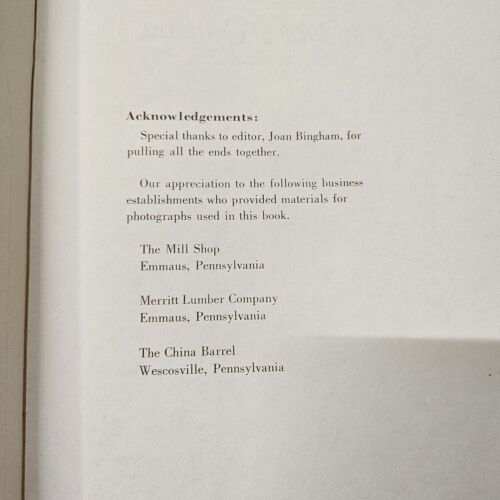 Acknowledgements:
Special thanks to editor, Joan Bingham, for
pulling all the ends together.
Our appreciation to the following business
establishments who provided materials for
photographs used in this book.
The Mill Shop
Emmaus, Pennsylvania
Merritt Lumber Company
Emmaus, Pennsylvania
The China Barrel
Wescosville, Pennsylvania